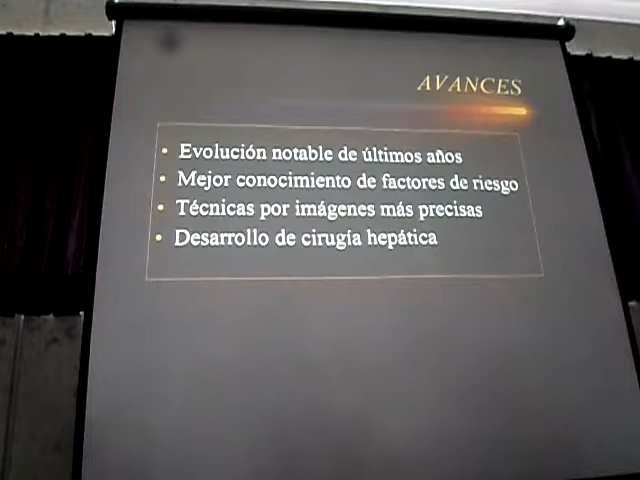 AVANCES
• Evolución notable de últimos años
• Mejor conocimiento de factores de riesgo
• Técnicas por imágenes más precisas
• Desarrollo de cirugía hepática